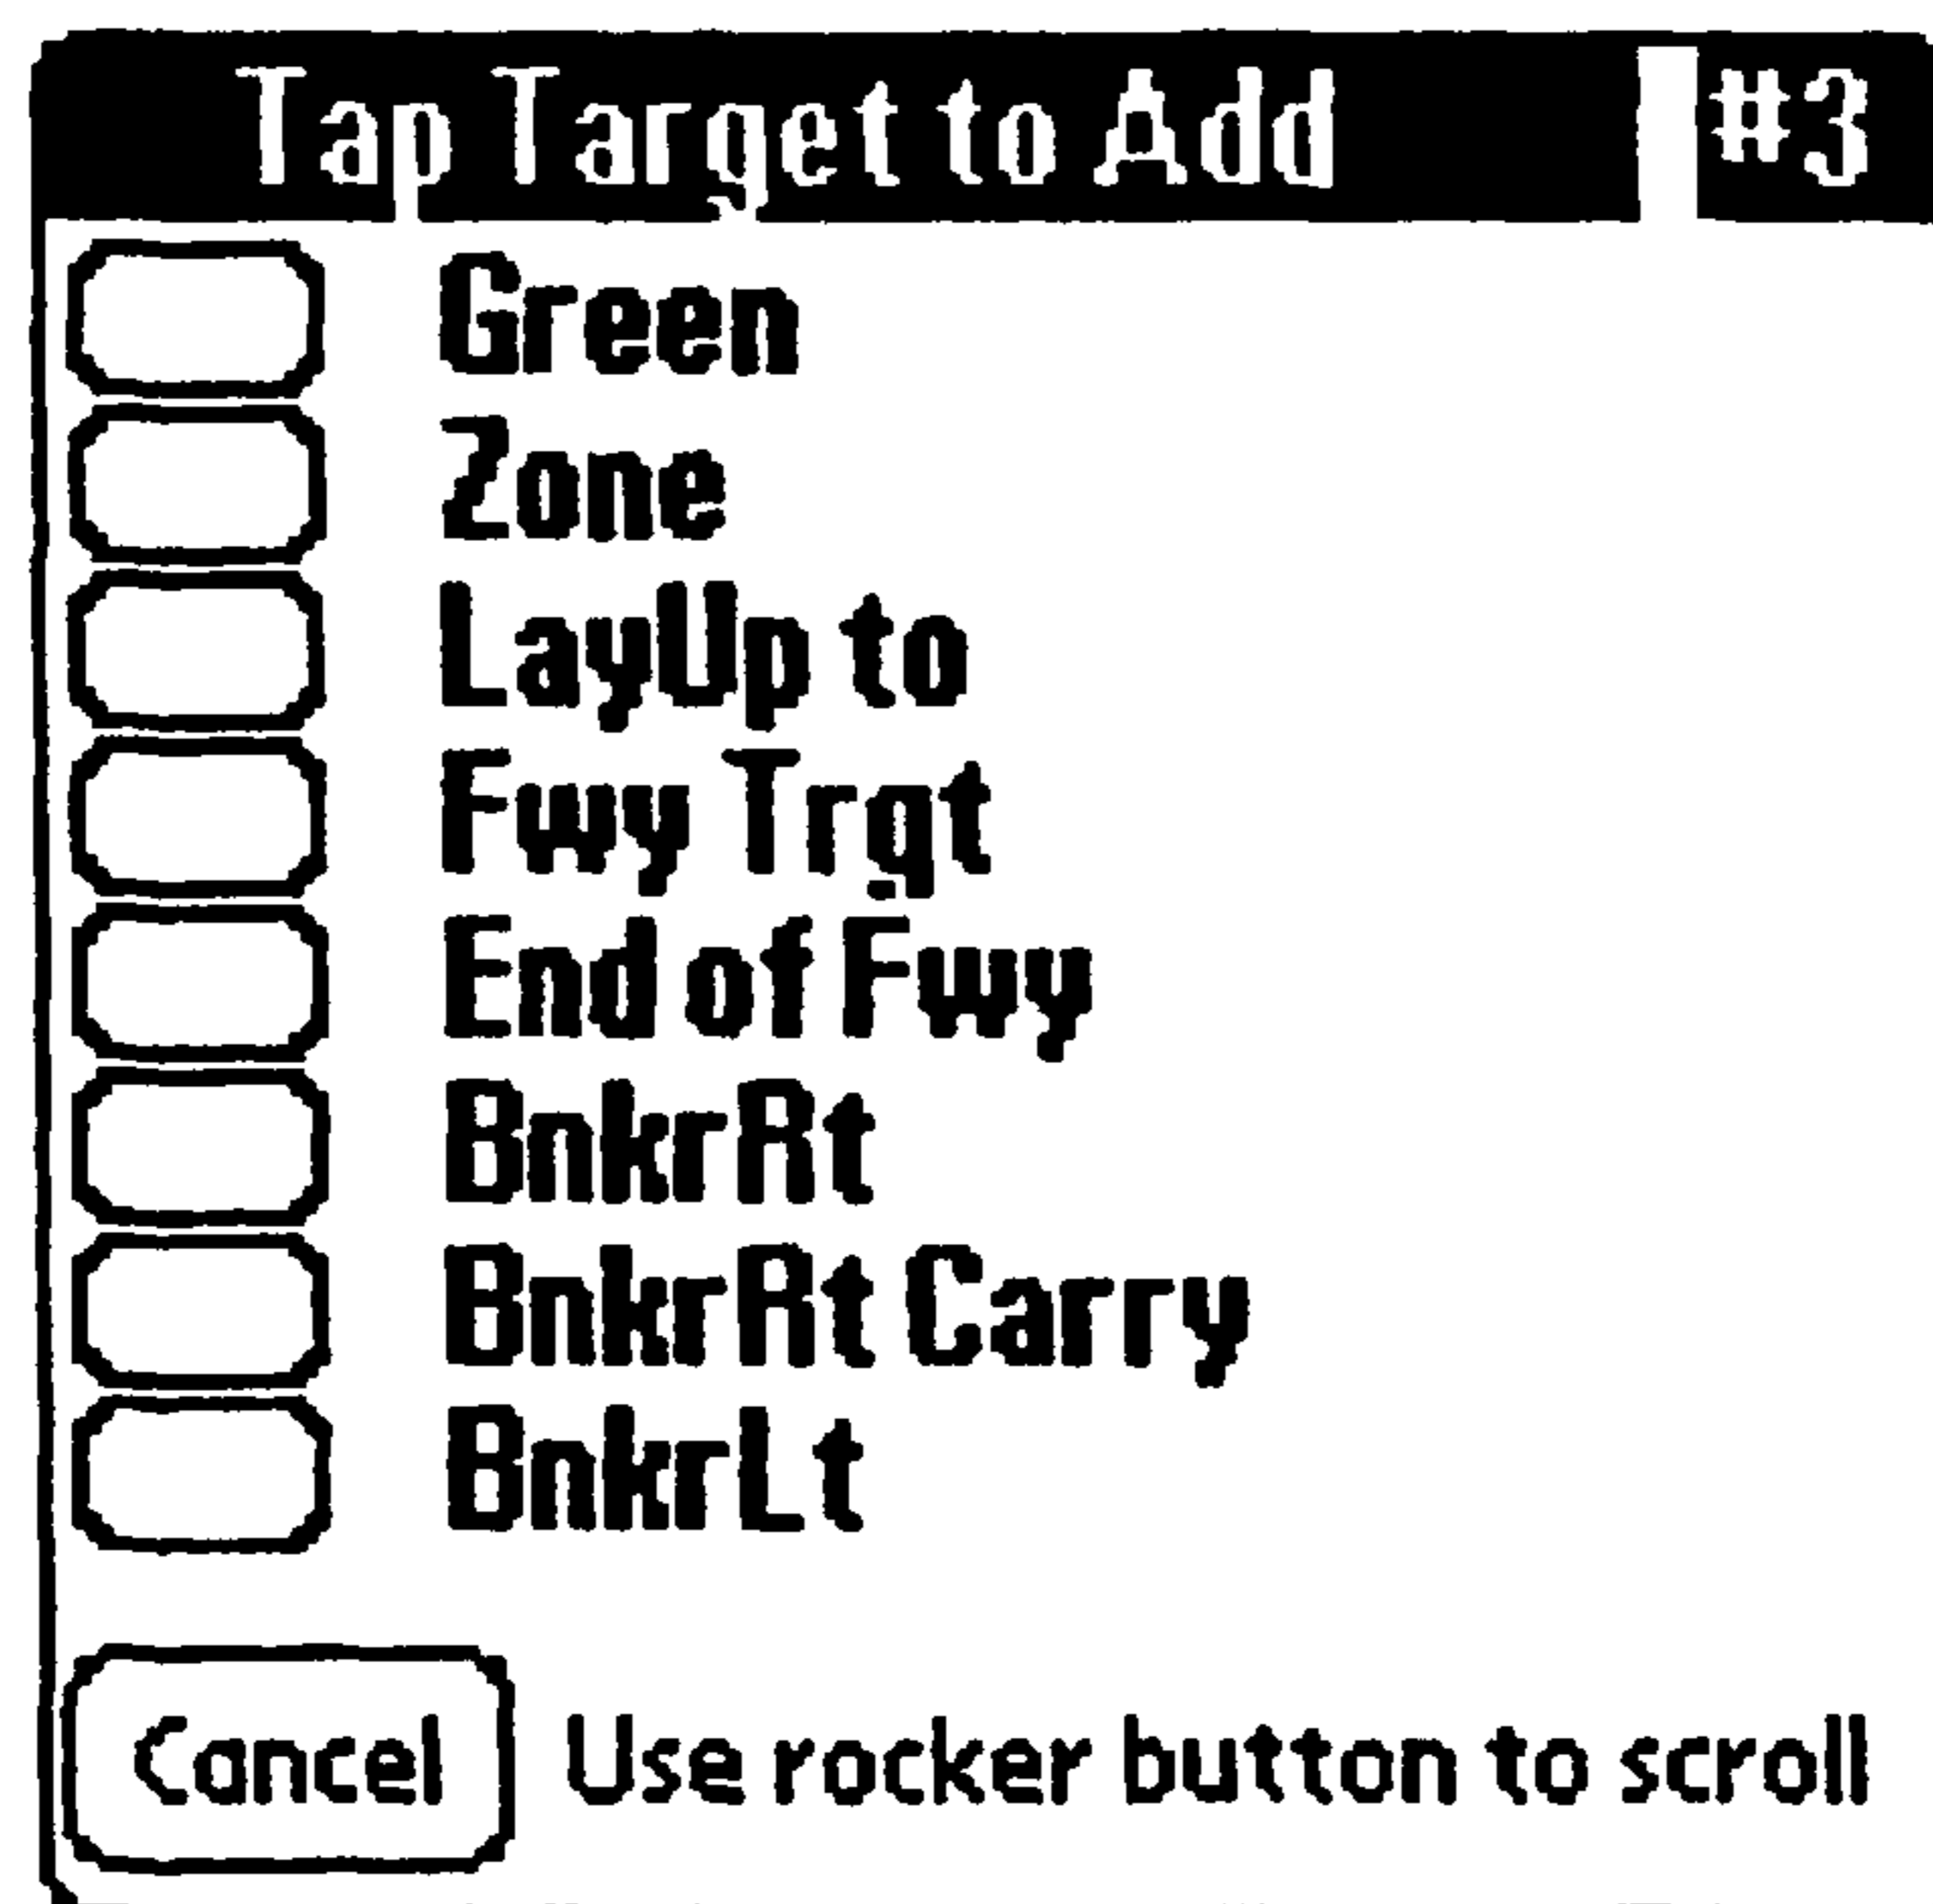 Tap Target to Add #3
Green
Zone
LayUp to
Fwy Trgt
End of Fwy
BnkrRt
BnkrRt Carry
BnkrLt
Cancel Use rocker button to scroll